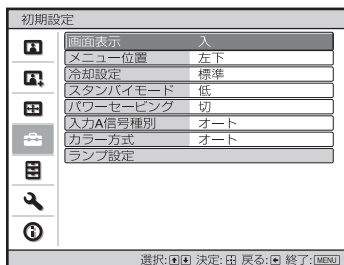 初期設定
画面表示 入
メニュー位置 左下
冷却設定 標準
スタンバイモード 低
パワーセービング 切
入力A信号種別 オート
カラー方式 オート
ランプ設定
選択:↑↓ 決定: 戻る:← 終了:MENU